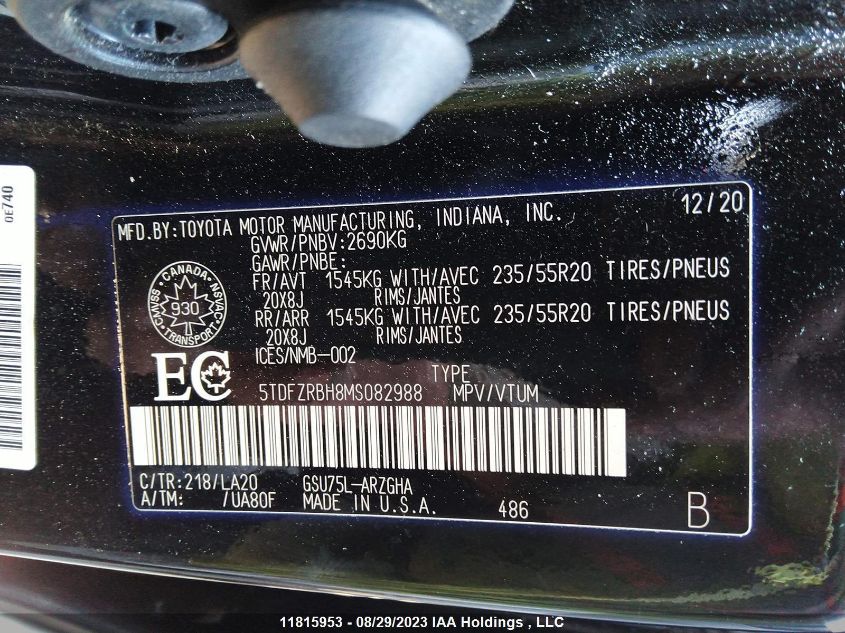 0E740
MFD.BY:TOYOTA MOTOR MANUFACTURING, INDIANA, INC. 12/20
GVWR/PNBV:2690KG
GAWR/PNBE:
FR/AVT 1545KG WITH/AVEC 235/55R20 TIRES/PNEUS
20X8J RIMS/JANTES
RR/ARR 1545KG WITH/AVEC 235/55R20 TIRES/PNEUS
20X8J RIMS/JANTES
ICES/NMB-002
CANADA
CMVSS NSVAC
930
TRANSPORT
EC
TYPE
5TDFZRBH8MS082988 MPV/VTUM
C/TR:218/LA20 GSU75L-ARZGHA
A/TM: /UA80F MADE IN U.S.A. 486 B
11815953 - 08/29/2023 IAA Holdings , LLC